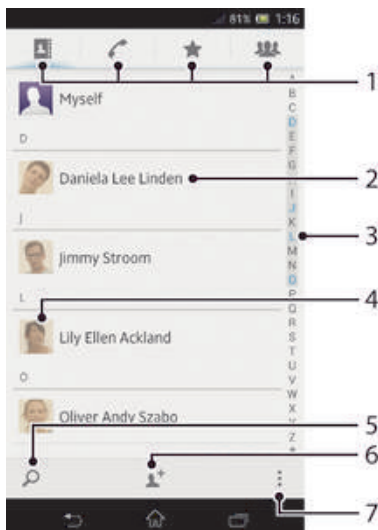 81% 1:16
1
Myself
B
C
D
D
E
F
G
Daniela Lee Linden
2
I
J
J
K
L
3
M
N
Jimmy Stroom
O
L
P
4
Q
R
S
Lily Ellen Ackland
T
U
O
V
W
X
Oliver Andy Szabo
Y
Z
5
6
7